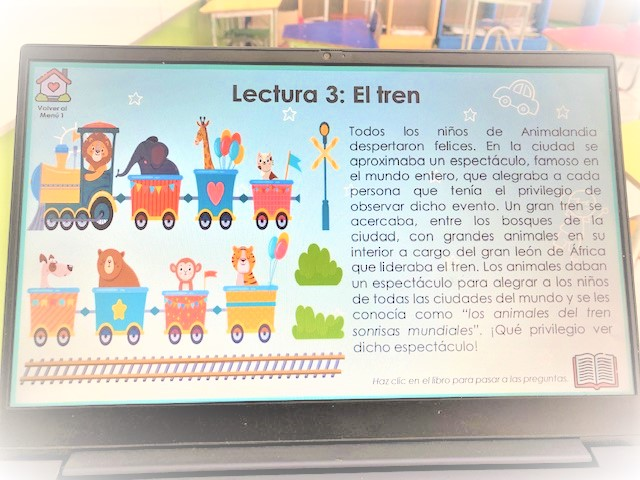 Lectura 3: El tren
Volver al
Menú 1
Todos los niños de Animalandia
despertaron felices. En la ciudad se
aproximaba un espectáculo, famoso en
el mundo entero, que alegraba a cada
persona que tenía el privilegio de
observar dicho evento. Un gran tren se
acercaba, entre los bosques de la
ciudad, con grandes animales en su
interior a cargo del gran león de África
que lideraba el tren. Los animales daban
un espectáculo para alegrar a los niños
de todas las ciudades del mundo y se les
conocía como “los animales del tren
sonrisas mundiales”. ¡Qué privilegio ver
dicho espectáculo!
Haz clic en el libro para pasar a las preguntas